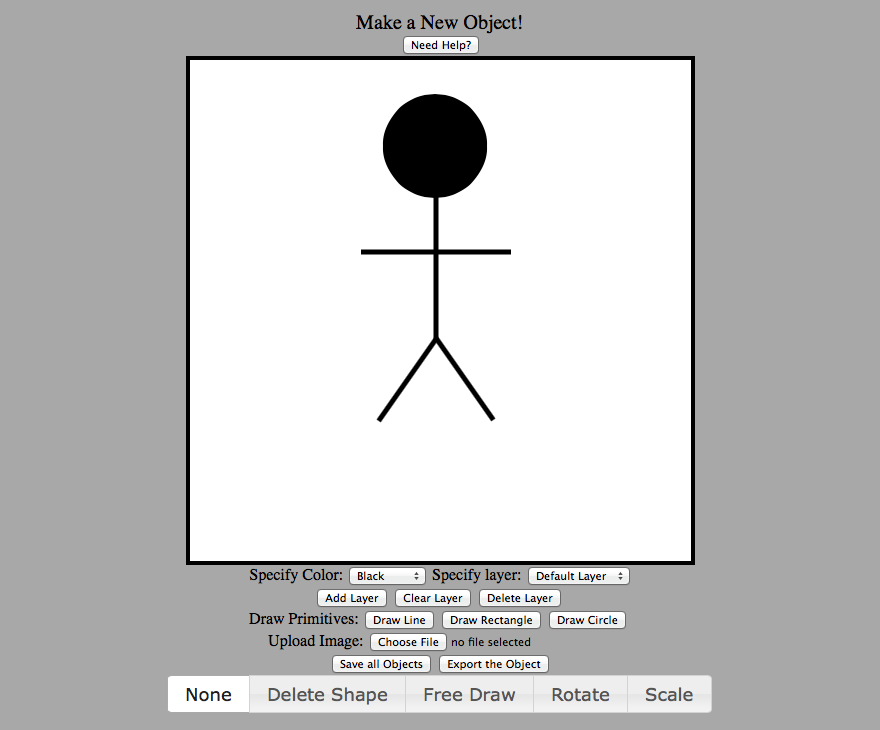 Make a New Object!
Need Help?
Specify Color: Black Specify layer: Default Layer
Add Layer Clear Layer Delete Layer
Draw Primitives: Draw Line Draw Rectangle Draw Circle
Upload Image: Choose File no file selected
Save all Objects Export the Object
None Delete Shape Free Draw Rotate Scale